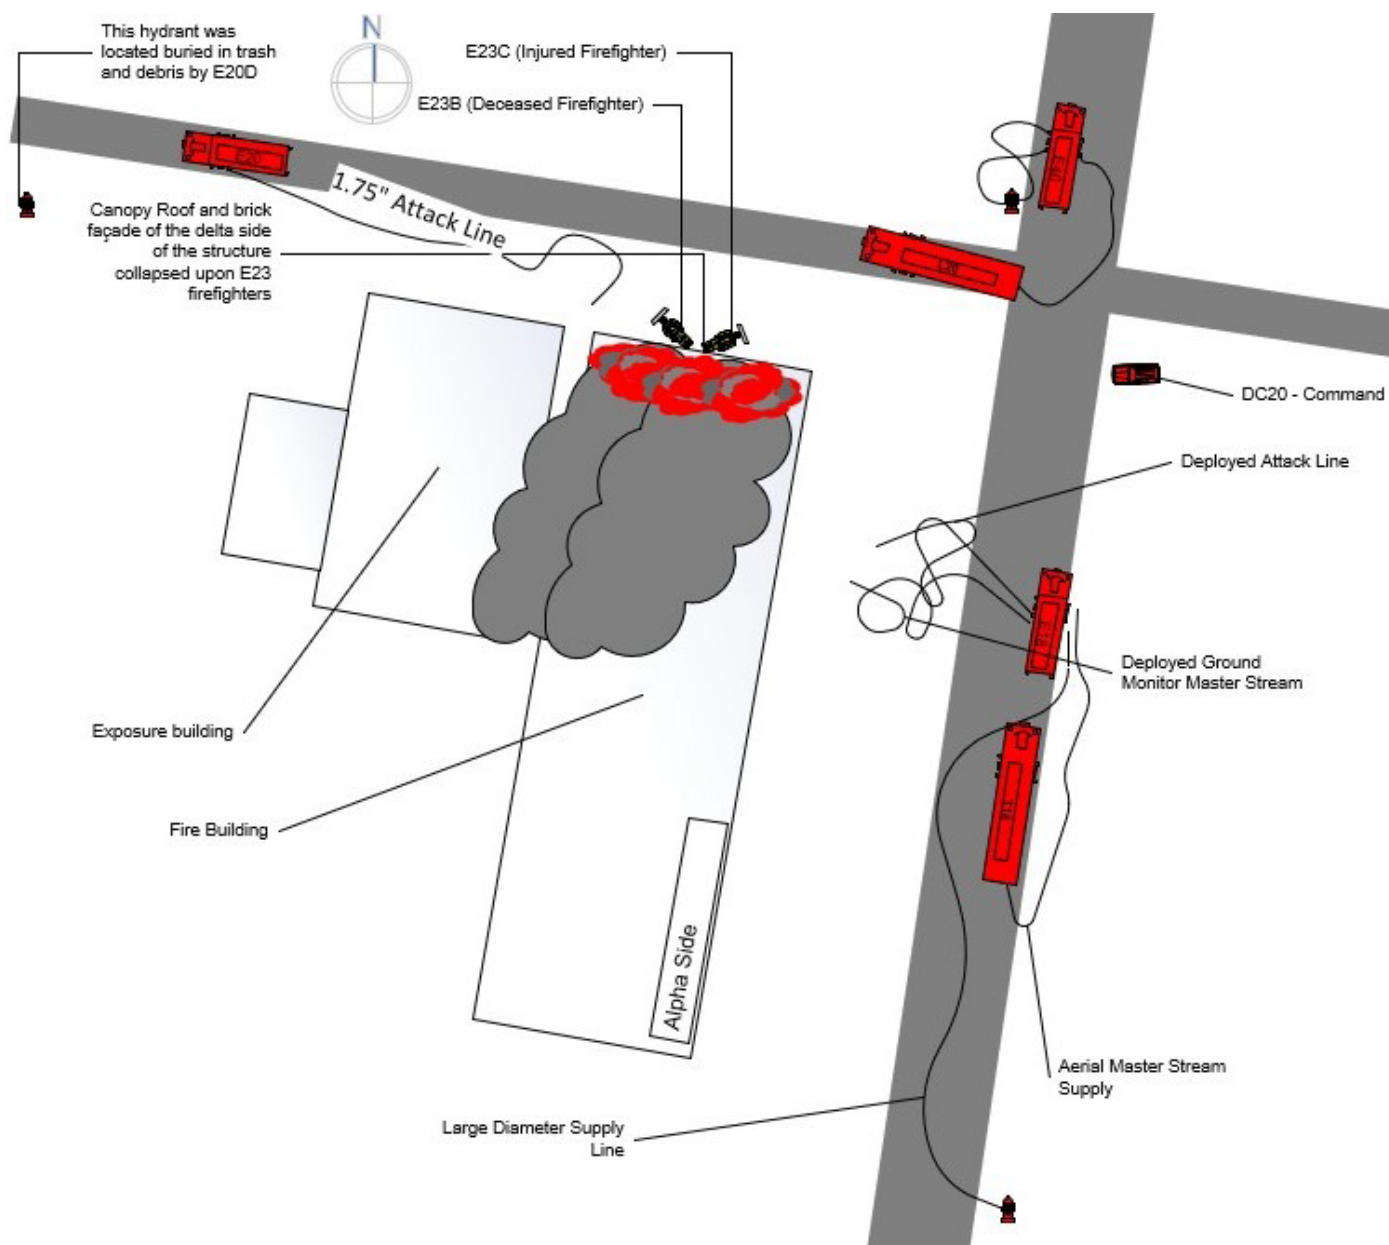 This hydrant was
located buried in trash
and debris by E20D
N
E23C (Injured Firefighter)
E23B (Deceased Firefighter)
E20
1.75" Attack Line
Canopy Roof and brick
façade of the delta side
of the structure
collapsed upon E23
firefighters
DC20 - Command
Deployed Attack Line
Deployed Ground
Monitor Master Stream
Exposure building
Fire Building
Alpha Side
Aerial Master Stream
Supply
Large Diameter Supply
Line